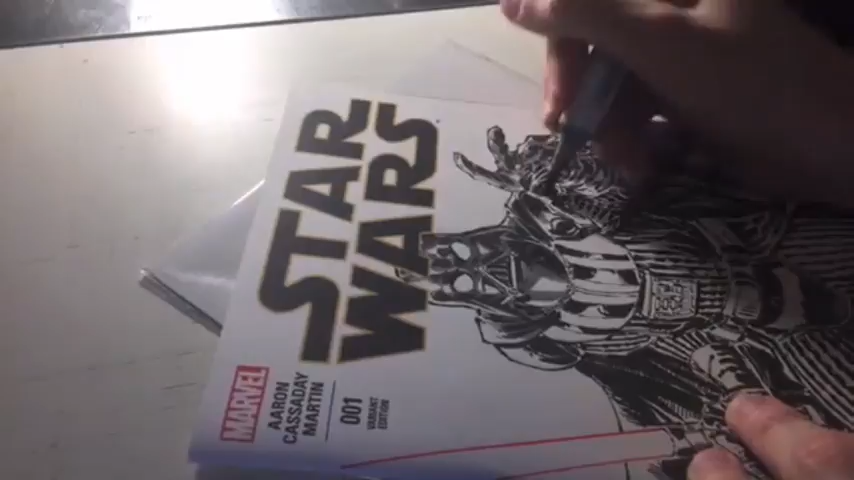 STAR
WARS
MARVEL
AARON
CASSADAY
MARTIN
001
VARIANT
EDITION